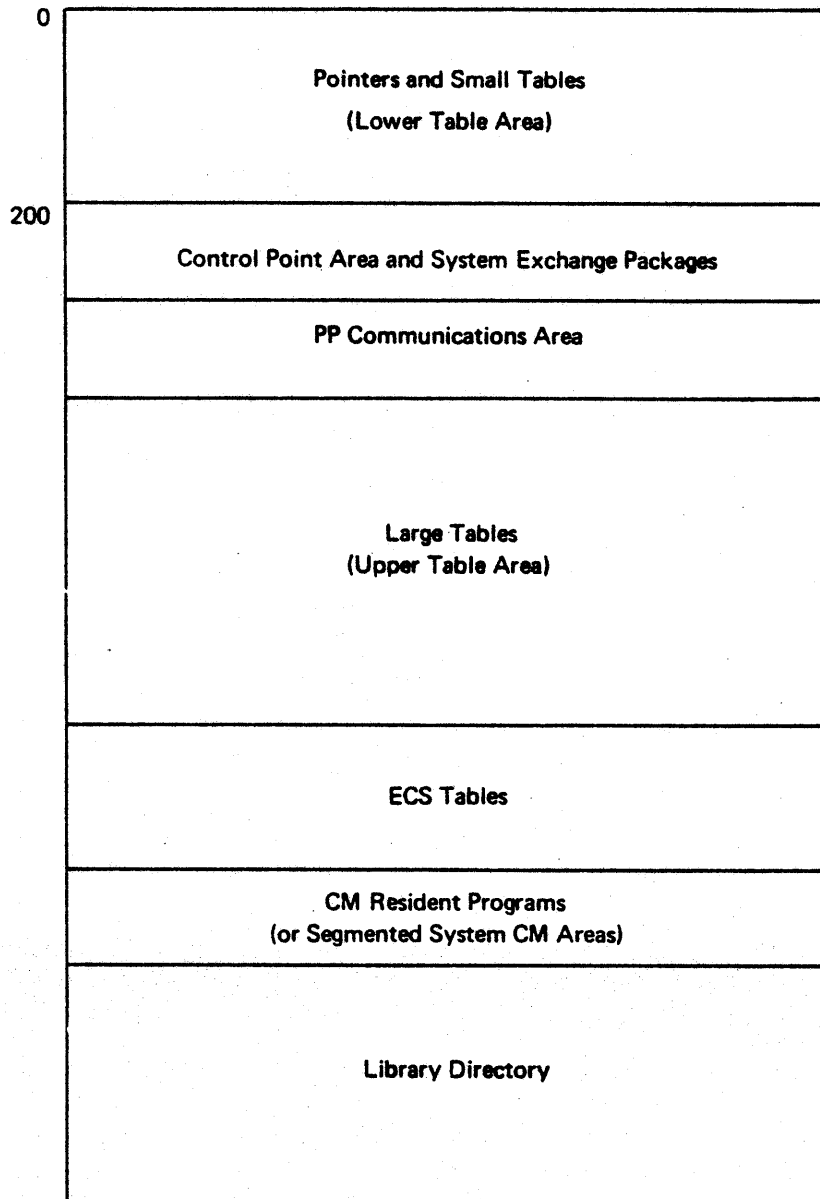 0
Pointers and Small Tables
(Lower Table Area)
200
Control Point Area and System Exchange Packages
PP Communications Area
Large Tables
(Upper Table Area)
ECS Tables
CM Resident Programs
(or Segmented System CM Areas)
Library Directory